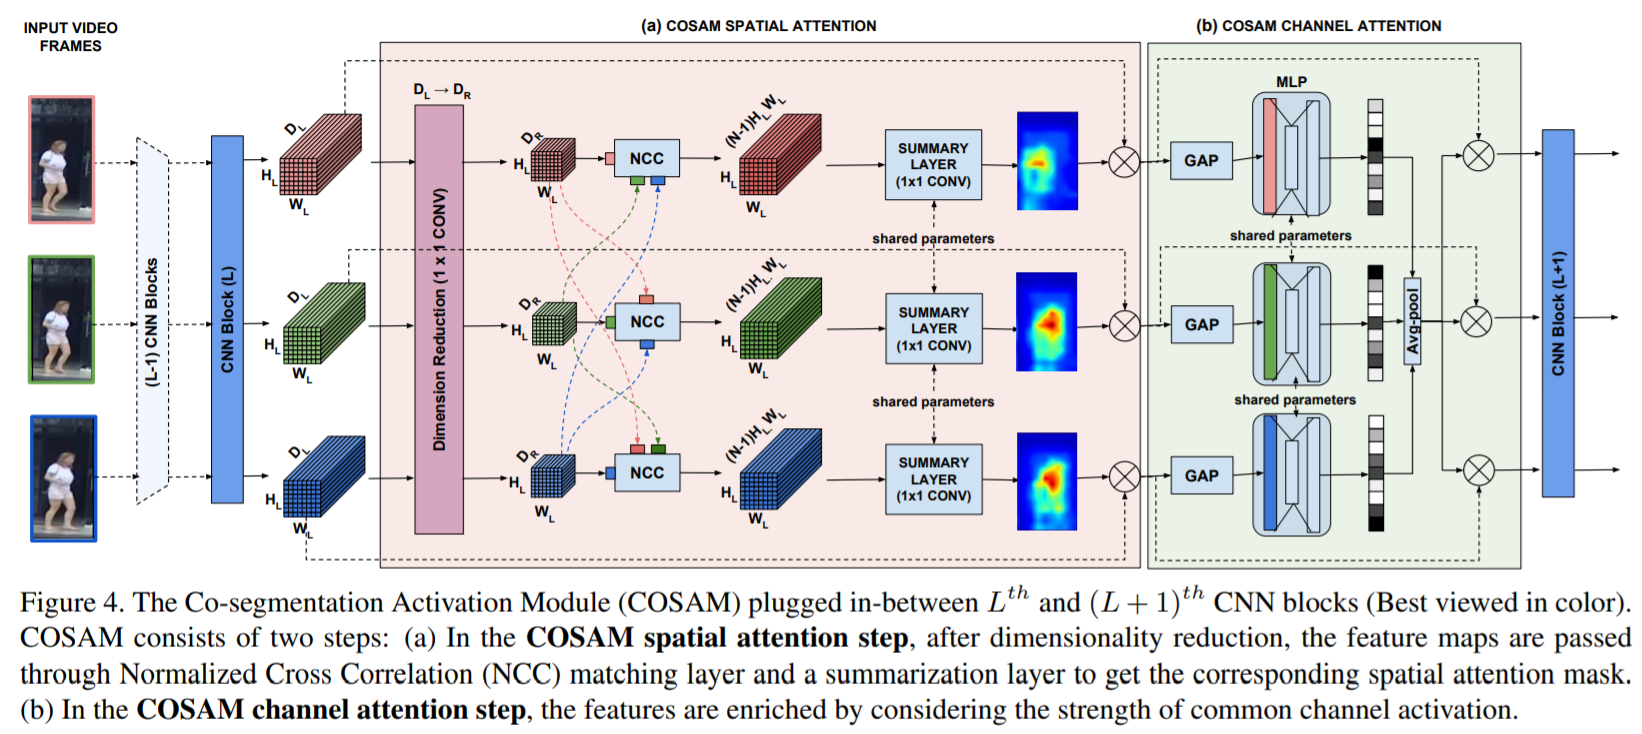 INPUT VIDEO
FRAMES
(a) COSAM SPATIAL ATTENTION
(b) COSAM CHANNEL ATTENTION
(L-1) CNN Blocks
CNN Block (L)
D_L
H_L
W_L
D_L
H_L
W_L
D_L
H_L
W_L
D_L → D_R
Dimension Reduction (1 x 1 CONV)
D_R
H_L
W_L
NCC
(N-1)H_L W_L
H_L
W_L
SUMMARY
LAYER
(1x1 CONV)
shared parameters
D_R
H_L
W_L
NCC
(N-1)H_L W_L
H_L
W_L
SUMMARY
LAYER
(1x1 CONV)
shared parameters
D_R
H_L
W_L
NCC
(N-1)H_L W_L
H_L
W_L
SUMMARY
LAYER
(1x1 CONV)
MLP
GAP
shared parameters
GAP
shared parameters
GAP
Avg-pool
CNN Block (L+1)
Figure 4. The Co-segmentation Activation Module (COSAM) plugged in-between L^th and (L + 1)^th CNN blocks (Best viewed in color).
COSAM consists of two steps: (a) In the COSAM spatial attention step, after dimensionality reduction, the feature maps are passed
through Normalized Cross Correlation (NCC) matching layer and a summarization layer to get the corresponding spatial attention mask.
(b) In the COSAM channel attention step, the features are enriched by considering the strength of common channel activation.